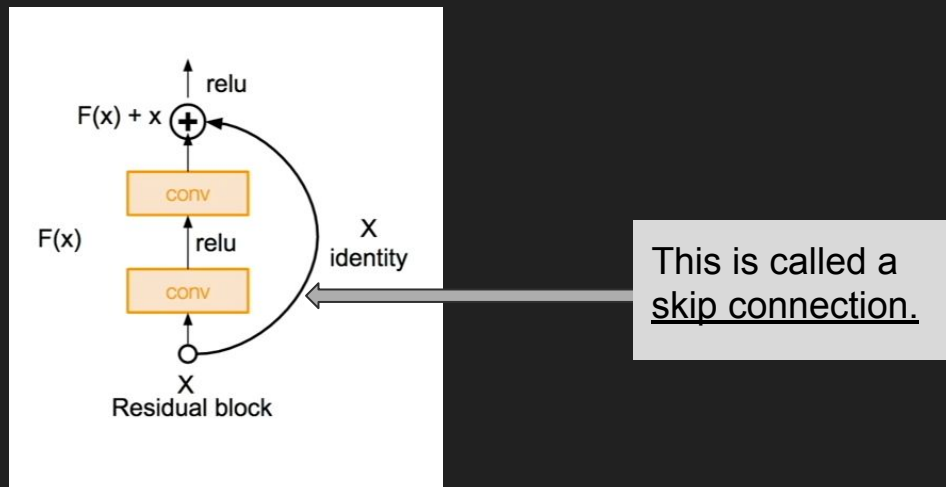 relu
F(x) + x
+
conv
F(x)
relu
X
identity
conv
X
Residual block
This is called a
skip connection.